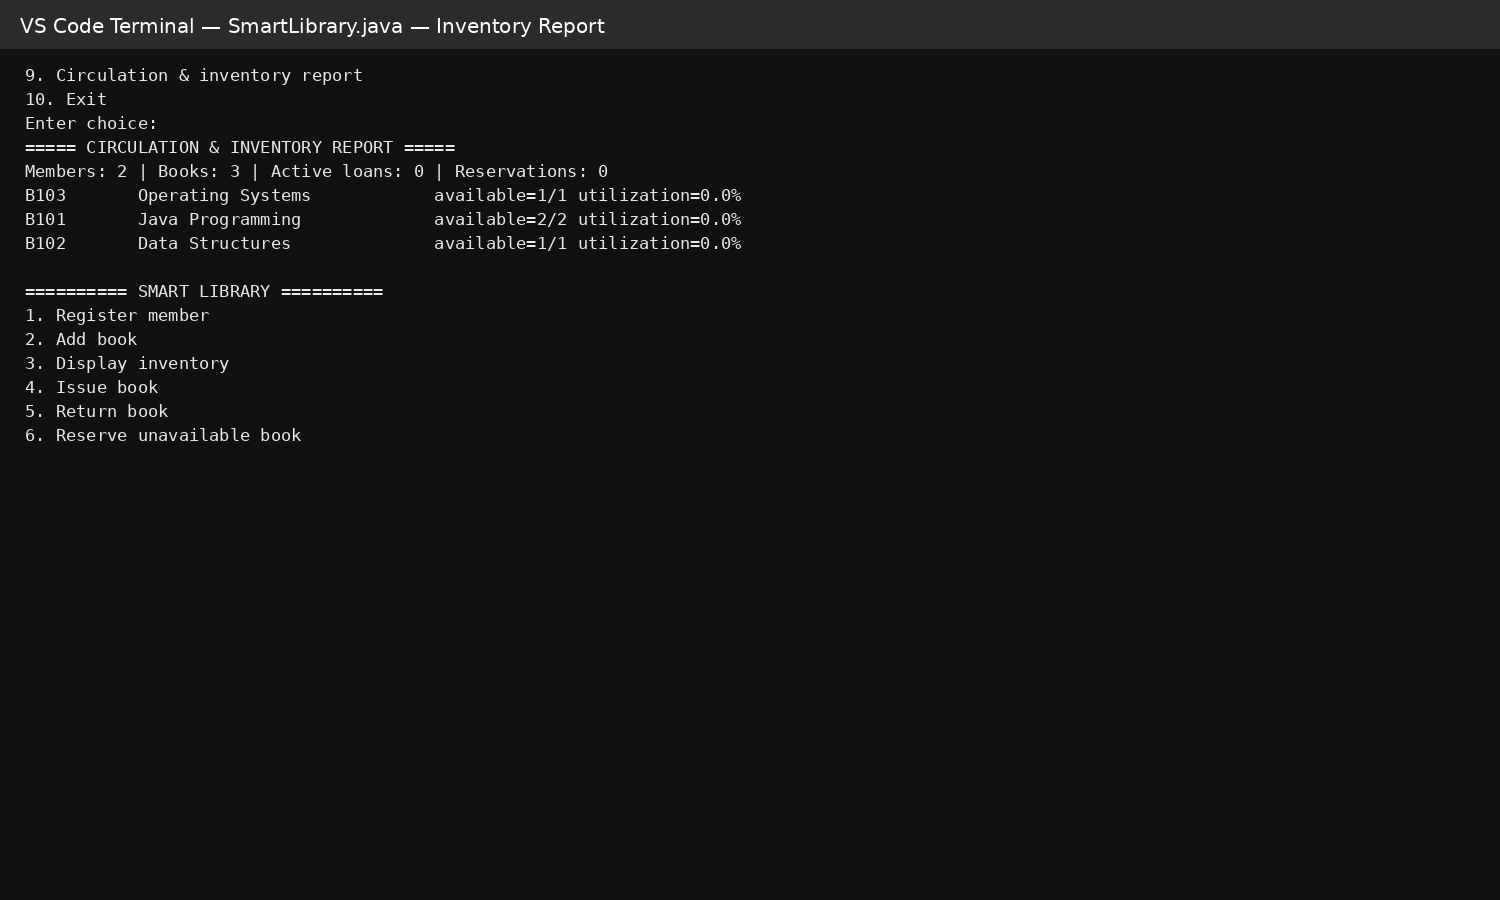 VS Code Terminal — SmartLibrary.java — Inventory Report
9. Circulation & inventory report
10. Exit
Enter choice:
===== CIRCULATION & INVENTORY REPORT =====
Members: 2 | Books: 3 | Active loans: 0 | Reservations: 0
B103       Operating Systems            available=1/1 utilization=0.0%
B101       Java Programming             available=2/2 utilization=0.0%
B102       Data Structures              available=1/1 utilization=0.0%
========== SMART LIBRARY ==========
1. Register member
2. Add book
3. Display inventory
4. Issue book
5. Return book
6. Reserve unavailable book